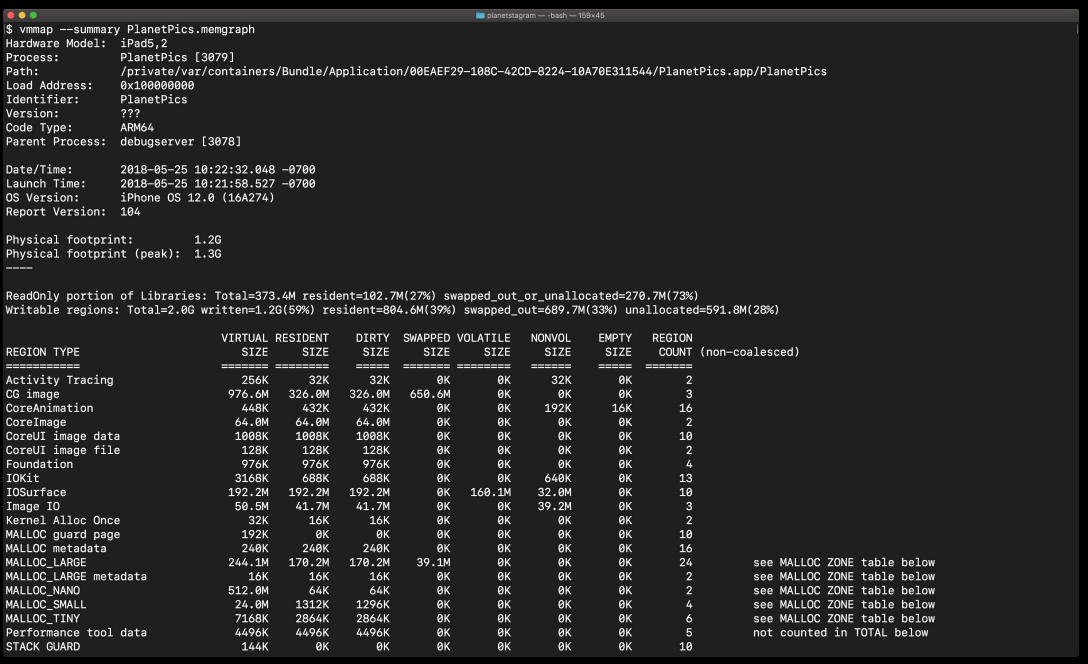 planetstagram — -bash — 159×45
$ vmmap --summary PlanetPics.memgraph
Hardware Model:  iPad5,2
Process:         PlanetPics [3079]
Path:            /private/var/containers/Bundle/Application/00EAEF29-108C-42CD-8224-10A70E311544/PlanetPics.app/PlanetPics
Load Address:    0x100000000
Identifier:      PlanetPics
Version:         ???
Code Type:       ARM64
Parent Process:  debugserver [3078]
Date/Time:       2018-05-25 10:22:32.048 -0700
Launch Time:     2018-05-25 10:21:58.527 -0700
OS Version:      iPhone OS 12.0 (16A274)
Report Version:  104
Physical footprint:         1.2G
Physical footprint (peak):  1.3G
----
ReadOnly portion of Libraries: Total=373.4M resident=102.7M(27%) swapped_out_or_unallocated=270.7M(73%)
Writable regions: Total=2.0G written=1.2G(59%) resident=804.6M(39%) swapped_out=689.7M(33%) unallocated=591.8M(28%)
VIRTUAL RESIDENT    DIRTY  SWAPPED VOLATILE   NONVOL    EMPTY   REGION
REGION TYPE                        SIZE     SIZE     SIZE     SIZE     SIZE     SIZE     SIZE    COUNT (non-coalesced)
===========                     ======= ========    =====  ======= ========   ======    =====  =======
Activity Tracing                   256K      32K      32K       0K       0K      32K       0K        2
CG image                         976.6M   326.0M   326.0M   650.6M       0K       0K       0K        3
CoreAnimation                      448K     432K     432K       0K       0K     192K      16K       16
CoreImage                         64.0M    64.0M    64.0M       0K       0K       0K       0K        2
CoreUI image data                 1008K    1008K    1008K       0K       0K       0K       0K       10
CoreUI image file                  128K     128K     128K       0K       0K       0K       0K        2
Foundation                         976K     976K     976K       0K       0K       0K       0K        4
IOKit                             3168K     688K     688K       0K       0K     640K       0K       13
IOSurface                        192.2M   192.2M   192.2M       0K   160.1M    32.0M       0K       10
Image IO                          50.5M    41.7M    41.7M       0K       0K    39.2M       0K        3
Kernel Alloc Once                   32K      16K      16K       0K       0K       0K       0K        2
MALLOC guard page                  192K       0K       0K       0K       0K       0K       0K       10
MALLOC metadata                    240K     240K     240K       0K       0K       0K       0K       16
MALLOC_LARGE                     244.1M   170.2M   170.2M    39.1M       0K       0K       0K       24         see MALLOC ZONE table below
MALLOC_LARGE metadata               16K      16K      16K       0K       0K       0K       0K        2         see MALLOC ZONE table below
MALLOC_NANO                      512.0M      64K      64K       0K       0K       0K       0K        2         see MALLOC ZONE table below
MALLOC_SMALL                      24.0M    1312K    1296K       0K       0K       0K       0K        4         see MALLOC ZONE table below
MALLOC_TINY                       7168K    2864K    2864K       0K       0K       0K       0K        6         see MALLOC ZONE table below
Performance tool data             4496K    4496K    4496K       0K       0K       0K       0K        5         not counted in TOTAL below
STACK GUARD                        144K       0K       0K       0K       0K       0K       0K       10